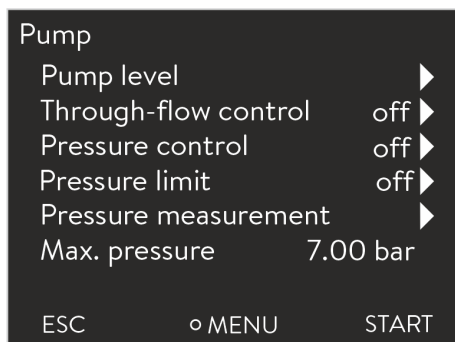 Pump
Pump level
Through-flow control off
Pressure control off
Pressure limit off
Pressure measurement
Max. pressure 7.00 bar
ESC MENU START